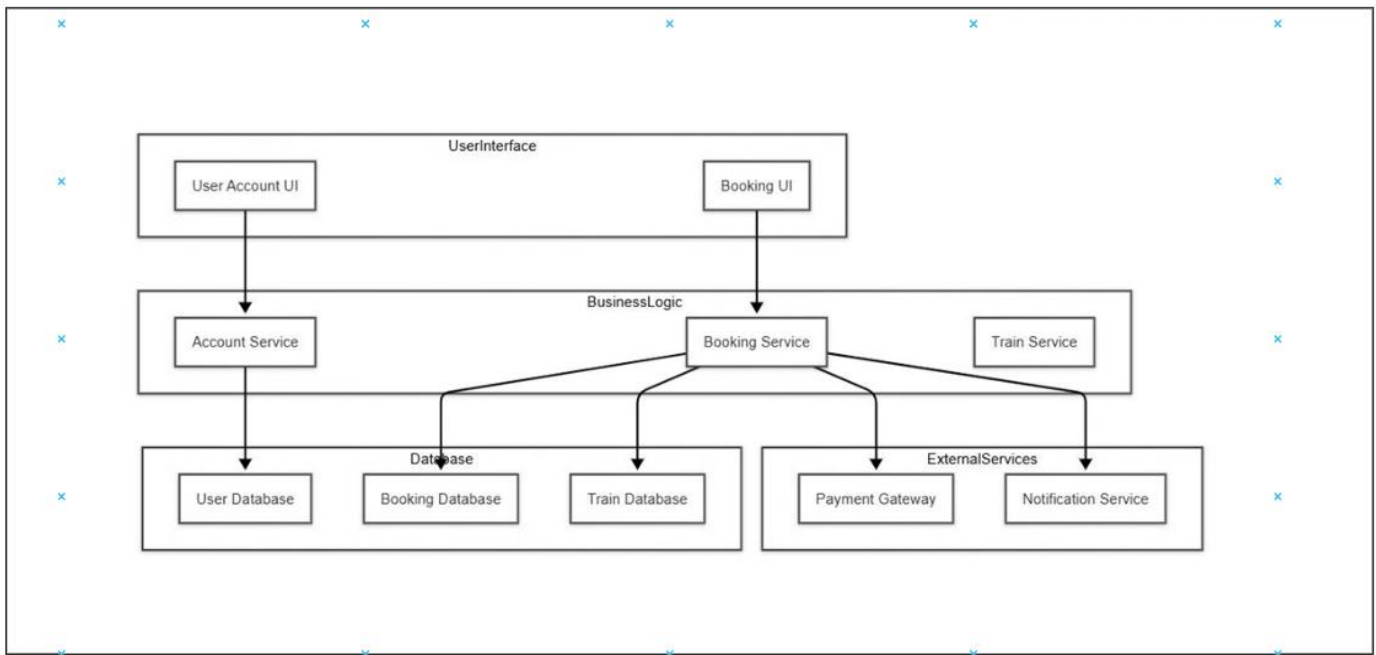 UserInterface
User Account UI
Booking UI
BusinessLogic
Account Service
Booking Service
Train Service
Database
ExternalServices
User Database
Booking Database
Train Database
Payment Gateway
Notification Service